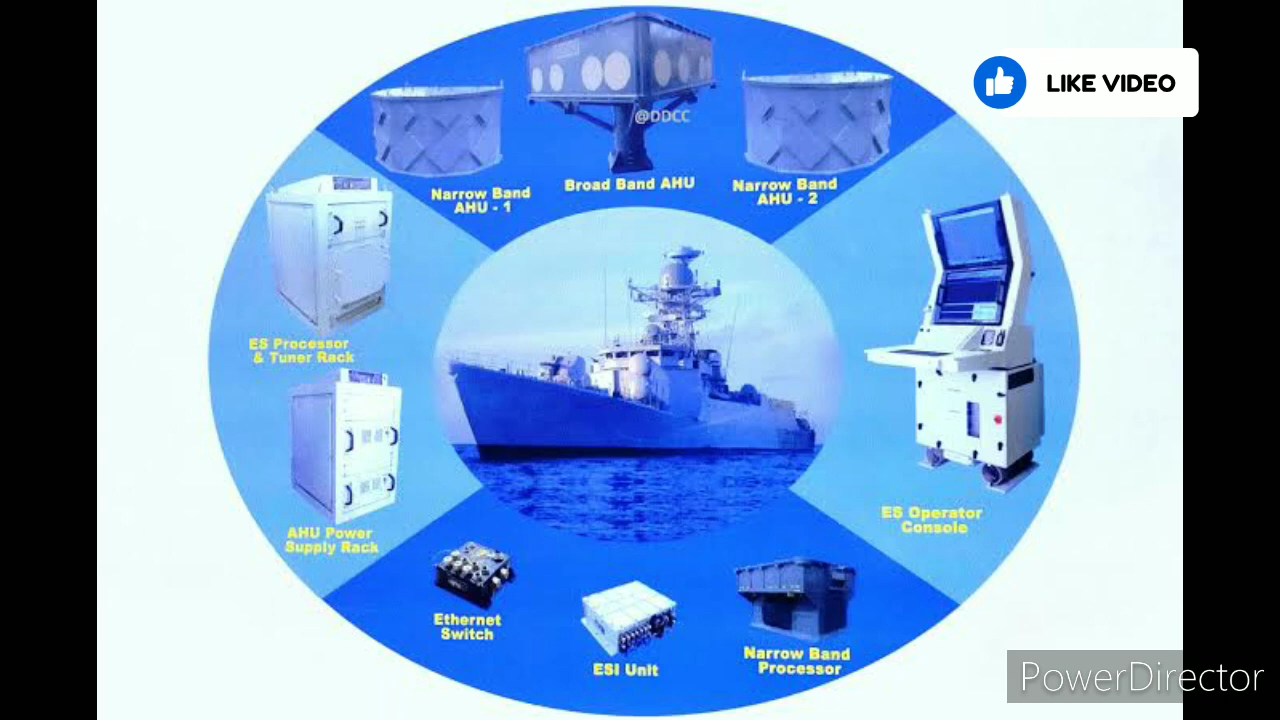 LIKE VIDEO
@DDCC
Broad Band AHU
Narrow Band
AHU - 1
Narrow Band
AHU - 2
ES Processor
& Tuner Rack
AHU Power
Supply Rack
ES Operator
Console
Ethernet
Switch
ESI Unit
Narrow Band
Processor
PowerDirector